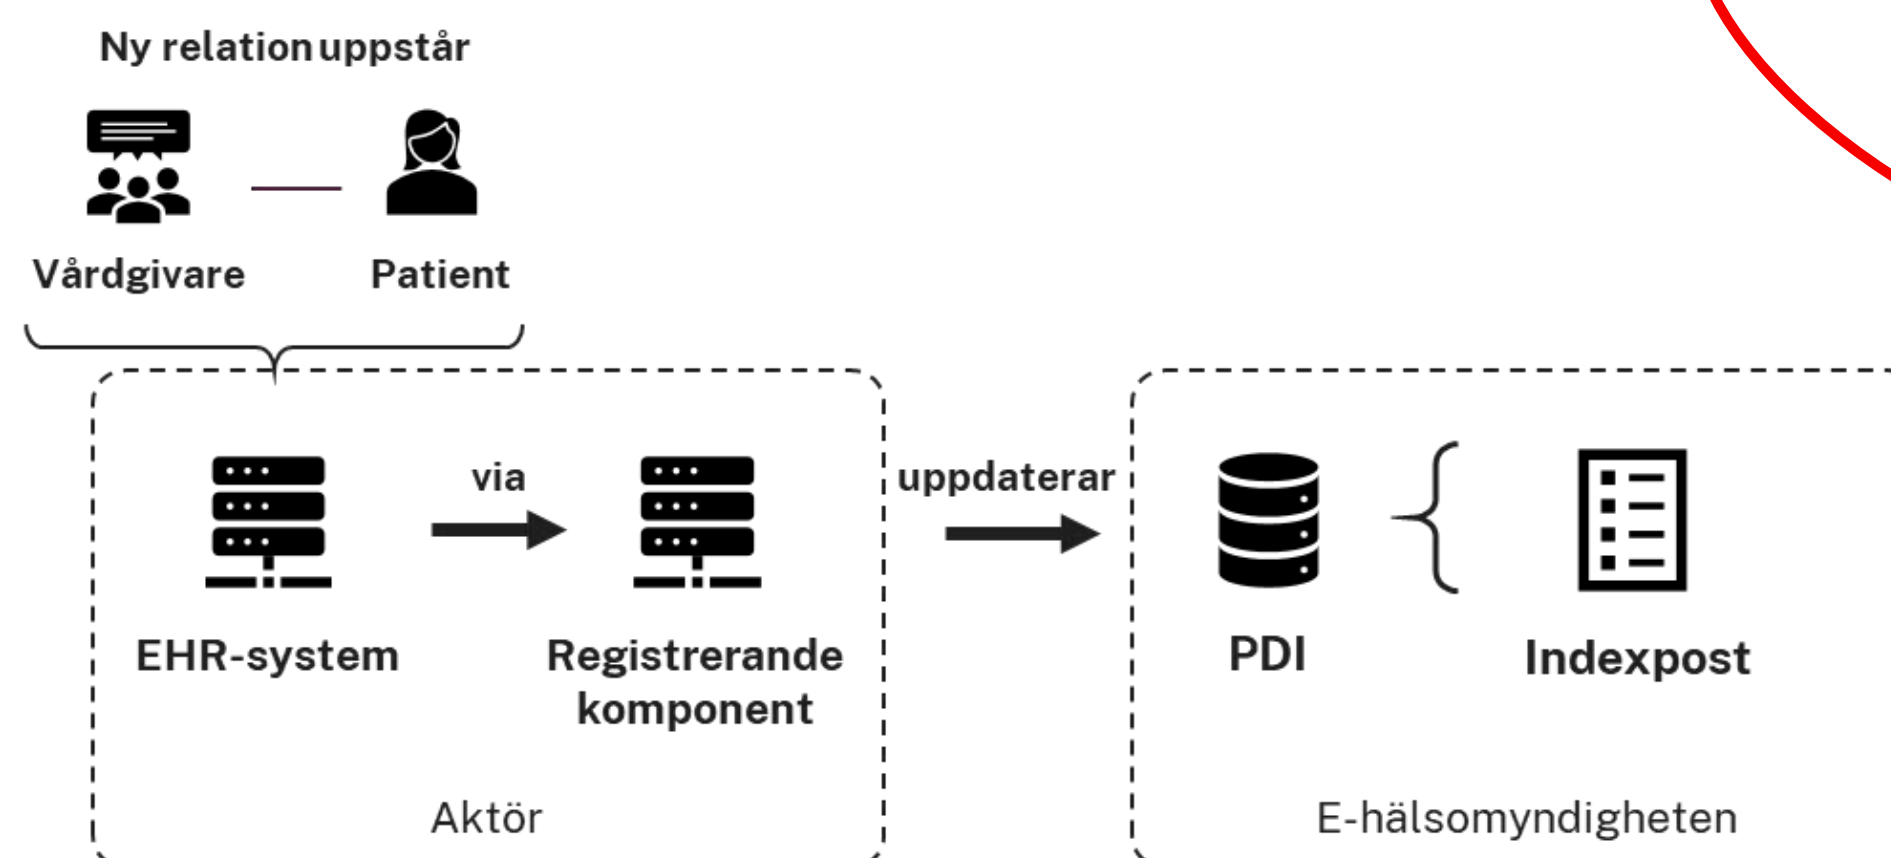 Ny relation uppstår
Vårdgivare
Patient
via
uppdaterar
EHR-system
Registrerande
komponent
PDI
Indexpost
Aktör
E-hälsomyndigheten